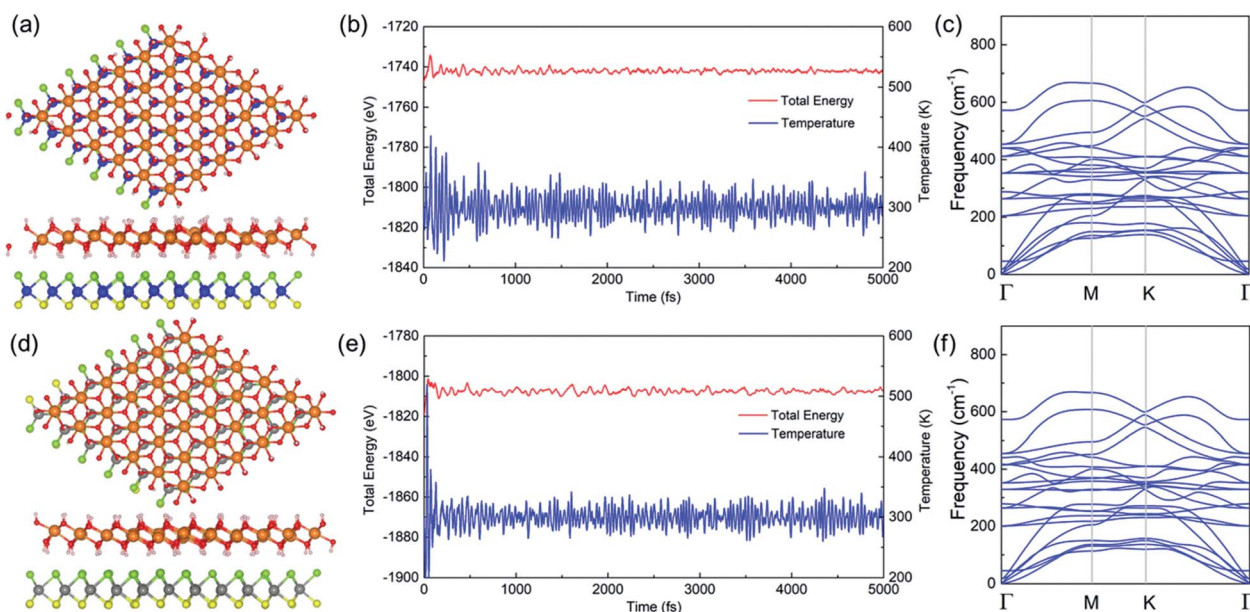 (a)
(b)
-1720
-1740
-1760
-1780
-1800
-1820
-1840
Total Energy (eV)
600
500
400
300
200
Temperature (K)
Total Energy
Temperature
0 1000 2000 3000 4000 5000
Time (fs)
(c)
800
600
400
200
0
Frequency (cm-1)
Γ M K Γ
(d)
(e)
-1780
-1800
-1820
-1840
-1860
-1880
-1900
Total Energy (eV)
600
500
400
300
200
Temperature (K)
Total Energy
Temperature
0 1000 2000 3000 4000 5000
Time (fs)
(f)
800
600
400
200
0
Frequency (cm-1)
Γ M K Γ